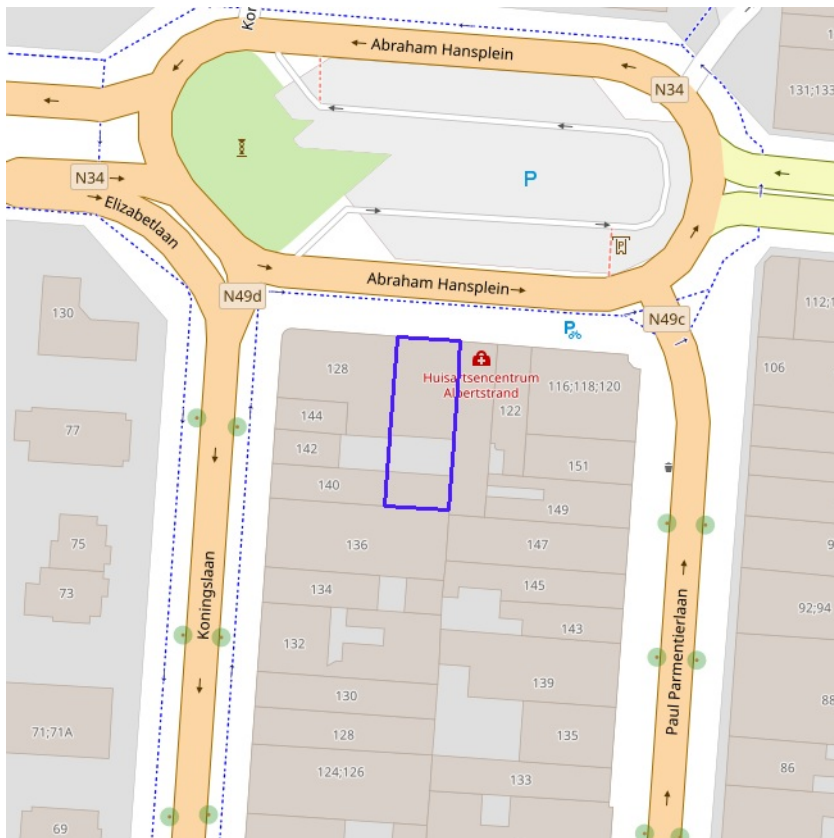 Abraham Hansplein
N34
131;133
N34
P
Elizabetlaan
P
Abraham Hansplein
N49d
N49c
P
112;1
130
128
Huisartsencentrum
Albertstrand
116;118;120
106
122
144
77
142
151
140
149
75
136
147
73
134
145
92;94
132
143
Koningslaan
Paul Parmentierlaan
130
139
71;71A
128
135
88
124;126
133
86
69